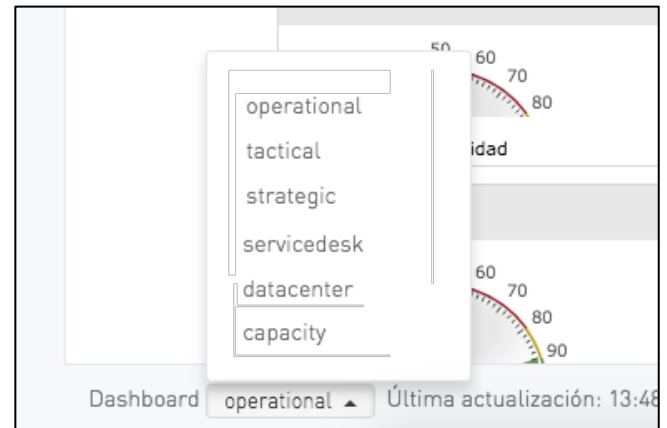 50 60
70
80
operational
tactical
idad
strategic
servicedesk
60
datacenter
70
80
capacity
90
Dashboard operational Última actualización: 13:48